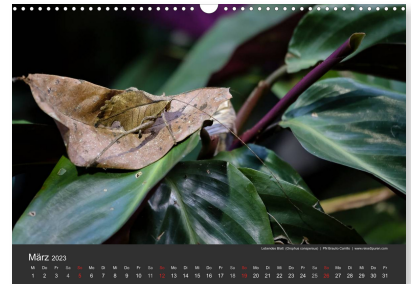 März 2023
Mi Do Fr Sa So Mo Di Mi Do Fr Sa So Mo Di Mi Do Fr Sa So Mo Di Mi Do Fr Sa So Mo Di Mi Do Fr
1 2 3 4 5 6 7 8 9 10 11 12 13 14 15 16 17 18 19 20 21 22 23 24 25 26 27 28 29 30 31